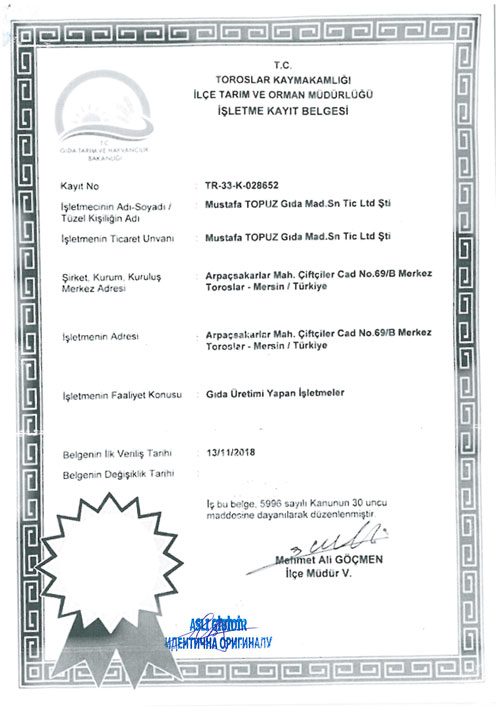 T.C.
TOROSLAR KAYMAKAMLIĞI
İLÇE TARIM VE ORMAN MÜDÜRLÜĞÜ
İŞLETME KAYIT BELGESİ
T.C.
GIDA TARIM VE HAYVANCILIK
BAKANLIĞI
Kayıt No : TR-33-K-028652
İşletmecinin Adı-Soyadı / : Mustafa TOPUZ Gıda Mad.Sn Tic Ltd Şti
Tüzel Kişiliğin Adı
İşletmenin Ticaret Unvanı : Mustafa TOPUZ Gıda Mad.Sn Tic Ltd Şti
Şirket, Kurum, Kuruluş : Arpaçsakarlar Mah. Çiftçiler Cad No.69/B Merkez
Merkez Adresi Toroslar - Mersin / Türkiye
İşletmenin Adresi : Arpaçsakarlar Mah. Çiftçiler Cad No.69/B Merkez
Toroslar - Mersin / Türkiye
İşletmenin Faaliyet Konusu : Gıda Üretimi Yapan İşletmeler
Belgenin İlk Veriliş Tarihi : 13/11/2018
Belgenin Değişiklik Tarihi :
İş bu belge, 5996 sayılı Kanunun 30 uncu
maddesine dayanılarak düzenlenmiştir.
Mehmet Ali GÖÇMEN
İlçe Müdür V.
ASLI GİBİDİR
ИДЕНТИЧНА ОРИГИНАЛУ